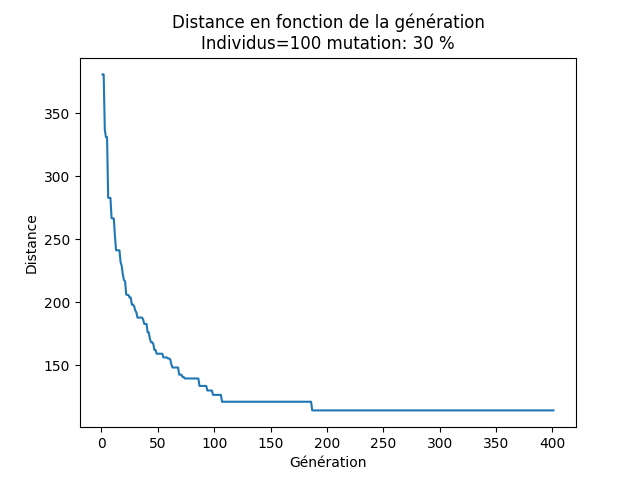 Distance en fonction de la génération
Individus=100 mutation: 30 %
350
300
250
200
150
Distance
0 50 100 150 200 250 300 350 400
Génération